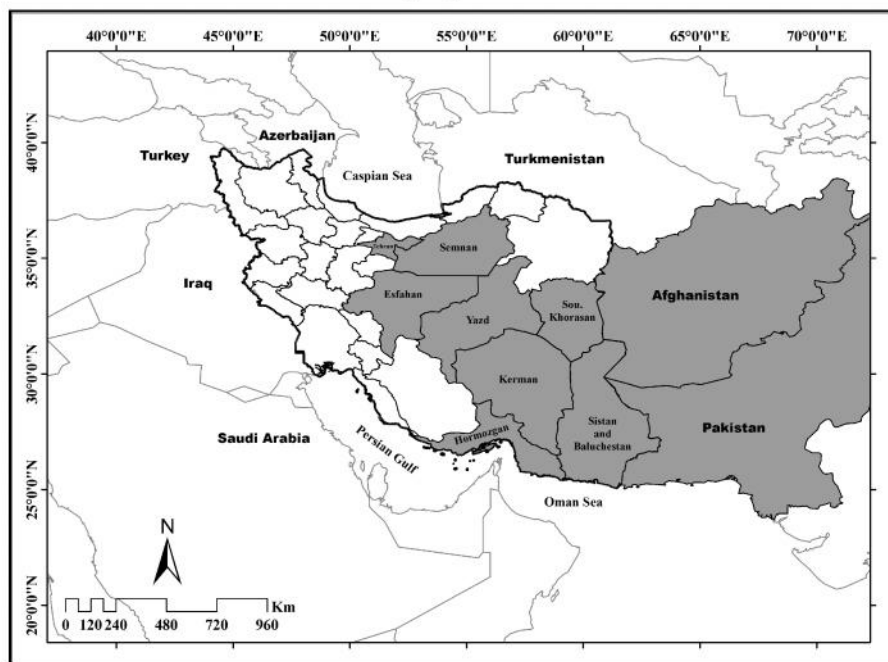 40°0'0"E 45°0'0"E 50°0'0"E 55°0'0"E 60°0'0"E 65°0'0"E 70°0'0"E
40°0'0"N
35°0'0"N
30°0'0"N
25°0'0"N
20°0'0"N
Azerbaijan
Turkey
Caspian Sea
Turkmenistan
Tehran
Semnan
Iraq
Esfahan
Afghanistan
Yazd
Sou.
Khorasan
Kerman
Saudi Arabia
Persian Gulf
Hormozgan
Sistan
and
Baluchestan
Pakistan
Oman Sea
N
Km
0 120 240 480 720 960